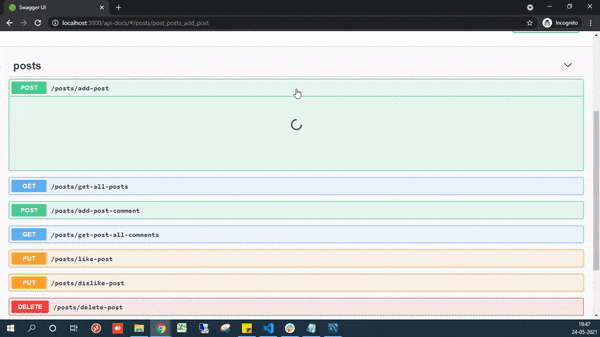 Swagger UI
localhost:3000/api-docs/#/posts/post_posts_add_post
Incognito
posts
POST /posts/add-post
GET /posts/get-all-posts
POST /posts/add-post-comment
GET /posts/get-post-all-comments
PUT /posts/like-post
PUT /posts/dislike-post
DELETE /posts/delete-post
19:47
24-05-2021